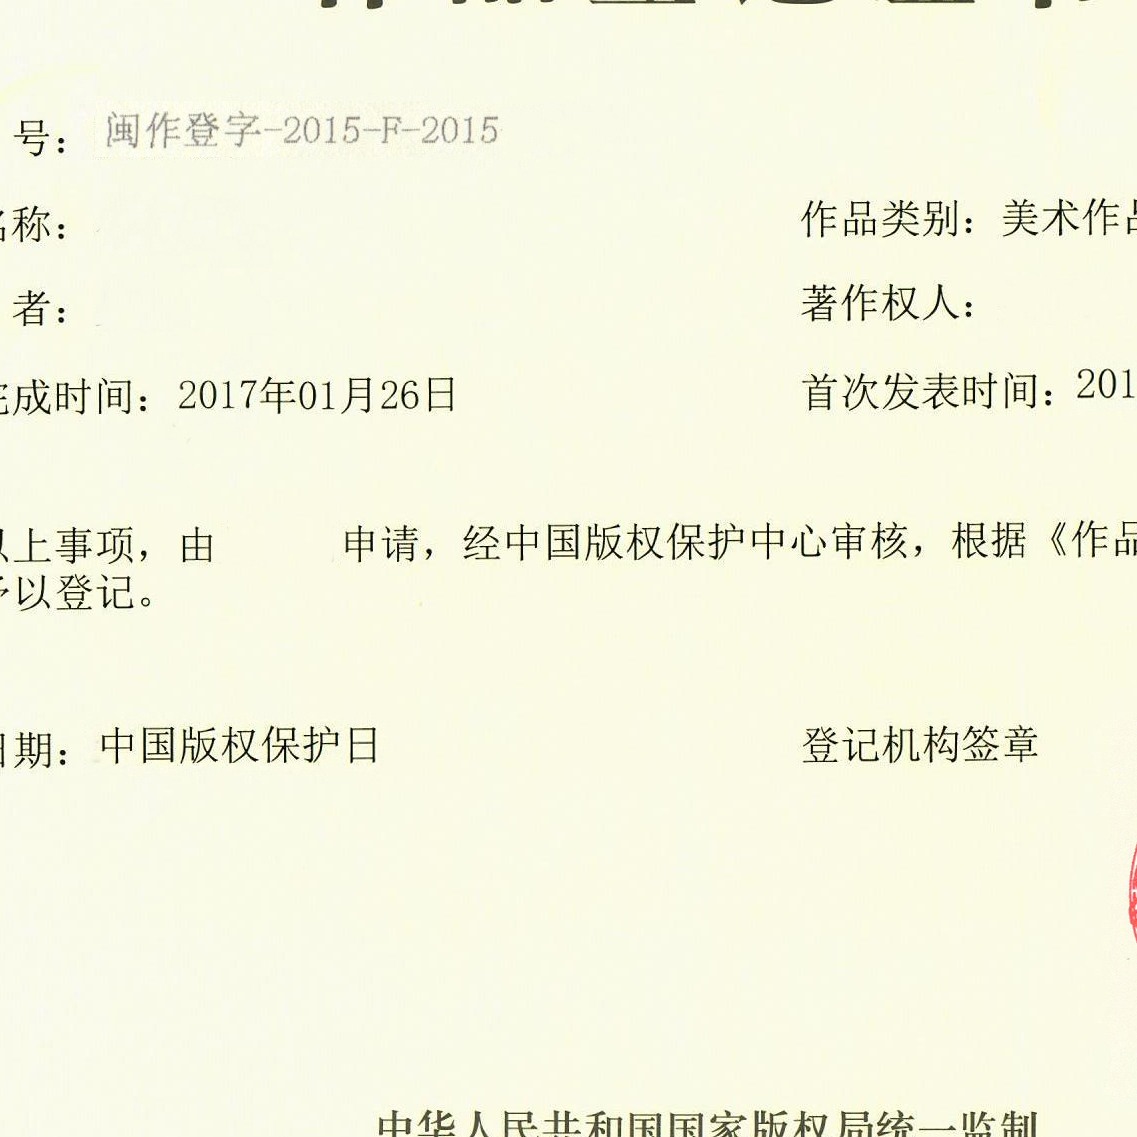 号： 闽作登字-2015-F-2015
名称：
作品类别：美术作品
者：
著作权人：
完成时间：2017年01月26日
首次发表时间：201
以上事项，由 申请，经中国版权保护中心审核，根据《作品
予以登记。
日期：中国版权保护日
登记机构签章
中华人民共和国国家版权局统一监制